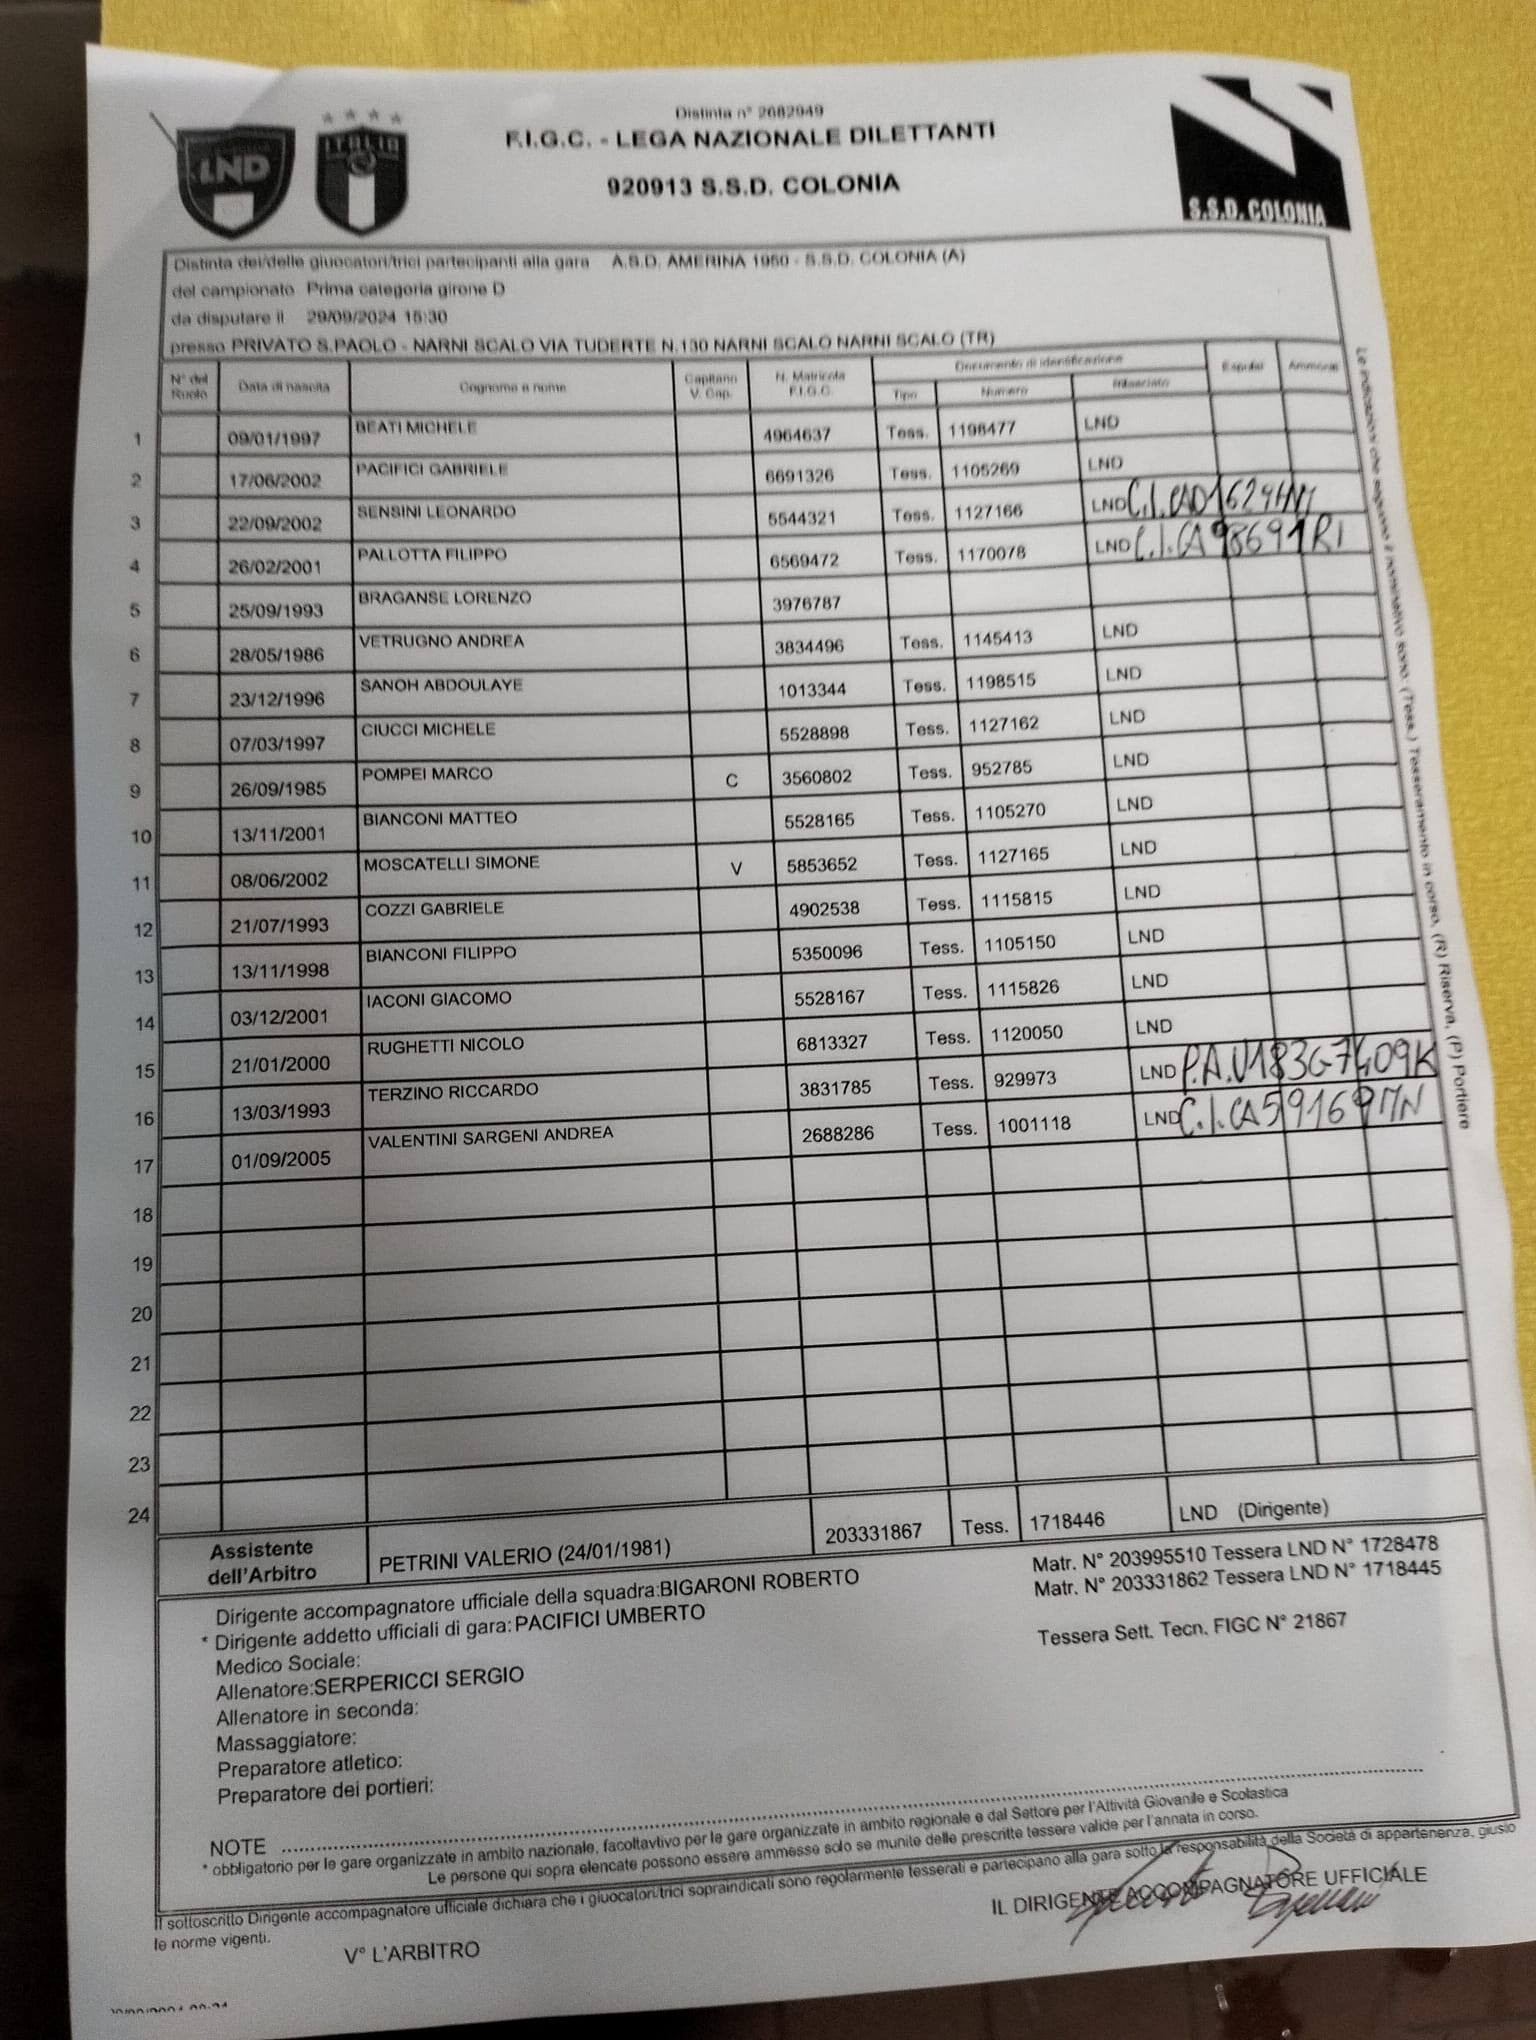 Distinta n° 2682949
F.I.G.C. - LEGA NAZIONALE DILETTANTI
920913 S.S.D. COLONIA
LND
ITALIA
S.S.D. COLONIA
Distinta dei/delle giuocatori/trici partecipanti alla gara A.S.D. AMERINA 1950 - S.S.D. COLONIA (A)
del campionato Prima categoria girone D
da disputare il 29/09/2024 15:30
presso PRIVATO S.PAOLO - NARNI SCALO VIA TUDERTE N.130 NARNI SCALO NARNI SCALO (TR)
N° del Ruolo Data di nascita Cognome e nome Capitano V. Cap. N. Matricola F.I.G.C. Documento di identificazione Tipo Numero Rilasciato Espulsi Ammoniti
1 09/01/1997 BEATI MICHELE 4964637 Tess. 1198477 LND
2 17/06/2002 PACIFICI GABRIELE 6691326 Tess. 1105269 LND
3 22/09/2002 SENSINI LEONARDO 5544321 Tess. 1127166 LND C.I.
4 26/02/2001 PALLOTTA FILIPPO 6569472 Tess. 1170078 LND C.I.
5 25/09/1993 BRAGANSE LORENZO 3976787
6 28/05/1986 VETRUGNO ANDREA 3834496 Tess. 1145413 LND
7 23/12/1996 SANOH ABDOULAYE 1013344 Tess. 1198515 LND
8 07/03/1997 CIUCCI MICHELE 5528898 Tess. 1127162 LND
9 26/09/1985 POMPEI MARCO C 3560802 Tess. 952785 LND
10 13/11/2001 BIANCONI MATTEO 5528165 Tess. 1105270 LND
11 08/06/2002 MOSCATELLI SIMONE V 5853652 Tess. 1127165 LND
12 21/07/1993 COZZI GABRIELE 4902538 Tess. 1115815 LND
13 13/11/1998 BIANCONI FILIPPO 5350096 Tess. 1105150 LND
14 03/12/2001 IACONI GIACOMO 5528167 Tess. 1115826 LND
15 21/01/2000 RUGHETTI NICOLO 6813327 Tess. 1120050 LND
16 13/03/1993 TERZINO RICCARDO 3831785 Tess. 929973 LND P.A.
17 01/09/2005 VALENTINI SARGENI ANDREA 2688286 Tess. 1001118 LND C.I.
18
19
20
21
22
23
24
Assistente dell'Arbitro PETRINI VALERIO (24/01/1981) 203331867 Tess. 1718446 LND (Dirigente)
Dirigente accompagnatore ufficiale della squadra:BIGARONI ROBERTO Matr. N° 203995510 Tessera LND N° 1728478
* Dirigente addetto ufficiali di gara:PACIFICI UMBERTO Matr. N° 203331862 Tessera LND N° 1718445
Medico Sociale:
Allenatore:SERPERICCI SERGIO Tessera Sett. Tecn. FIGC N° 21867
Allenatore in seconda:
Massaggiatore:
Preparatore atletico:
Preparatore dei portieri:
NOTE
* obbligatorio per le gare organizzate in ambito nazionale, facoltavtivo per le gare organizzate in ambito regionale e dal Settore per l'Attività Giovanile e Scolastica
Le persone qui sopra elencate possono essere ammesse solo se munite delle prescritte tessere valide per l'annata in corso.
Il sottoscritto Dirigente accompagnatore ufficiale dichiara che i giuocatori/trici sopraindicati sono regolarmente tesserati e partecipano alla gara sotto la responsabilità della Società di appartenenza, giusto
le norme vigenti.
V° L'ARBITRO
IL DIRIGENTE ACCOMPAGNATORE UFFICIALE
Le indicazioni che seguono il nominativo sono: (Tess.) Tesseramento in corso, (R) Riserva, (P) Portiere